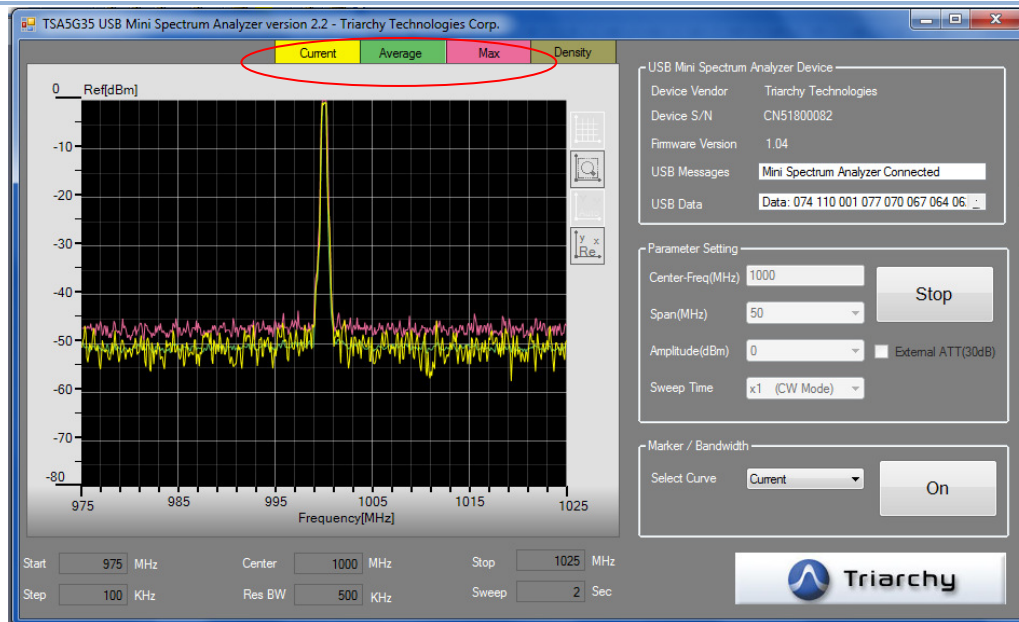 TSA5G35 USB Mini Spectrum Analyzer version 2.2 - Triarchy Technologies Corp.
Current Average Max Density
0 Ref[dBm]
-10
-20
-30
-40
-50
-60
-70
-80
975 985 995 1005 1015 1025
Frequency[MHz]
y x
Re.
USB Mini Spectrum Analyzer Device
Device Vendor Triarchy Technologies
Device S/N CN51800082
Firmware Version 1.04
USB Messages Mini Spectrum Analyzer Connected
USB Data Data: 074 110 001 077 070 067 064 06.
Parameter Setting
Center-Freq(MHz) 1000
Span(MHz) 50
Amplitude(dBm) 0
Sweep Time x1 (CW Mode)
Stop
External ATT(30dB)
Marker / Bandwidth
Select Curve Current
On
Start 975 MHz Center 1000 MHz Stop 1025 MHz
Step 100 KHz Res BW 500 KHz Sweep 2 Sec
Triarchy